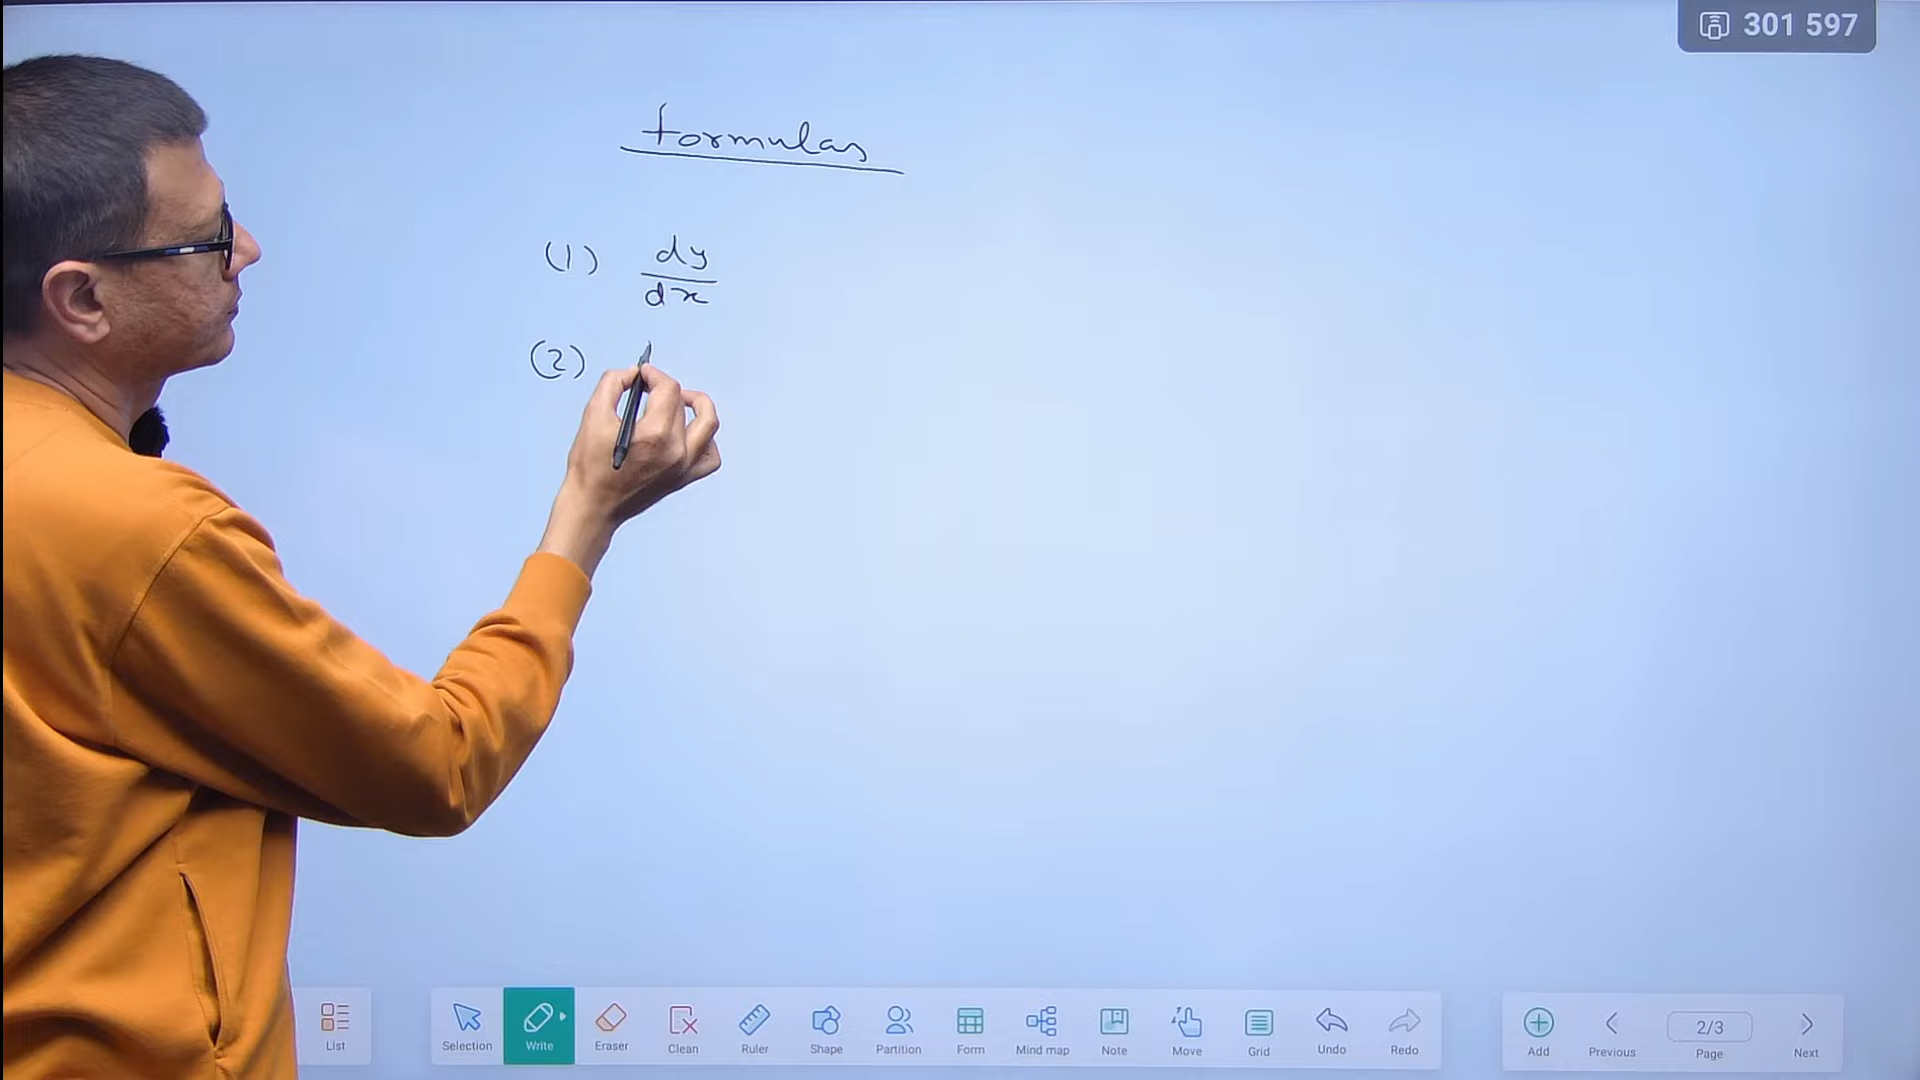 301 597
Formulas
(1) dy
dx
(2)
List
Selection
Write
Eraser
Clean
Ruler
Shape
Partition
Form
Mind map
Note
Move
Grid
Undo
Redo
Add
Previous
2/3
Page
Next